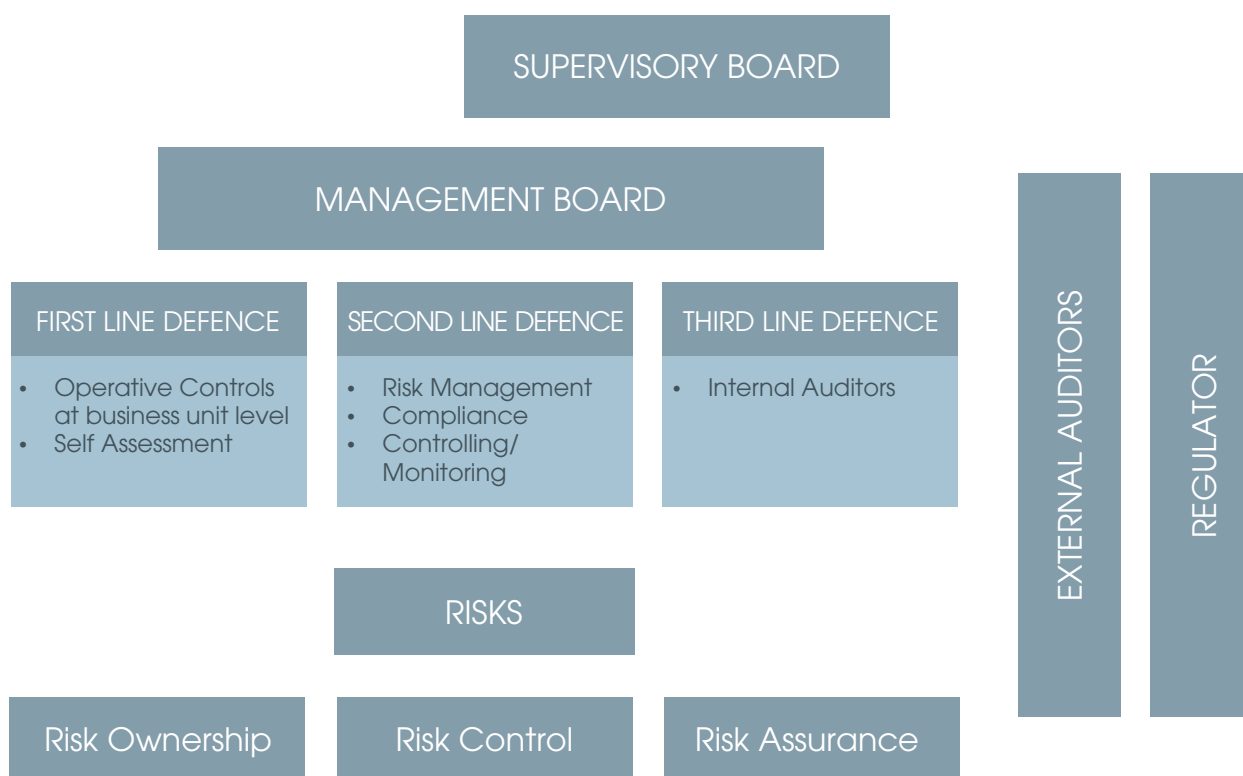 SUPERVISORY BOARD
MANAGEMENT BOARD
FIRST LINE DEFENCE
• Operative Controls
at business unit level
• Self Assessment
SECOND LINE DEFENCE
• Risk Management
• Compliance
• Controlling/
Monitoring
THIRD LINE DEFENCE
• Internal Auditors
RISKS
Risk Ownership
Risk Control
Risk Assurance
EXTERNAL AUDITORS
REGULATOR